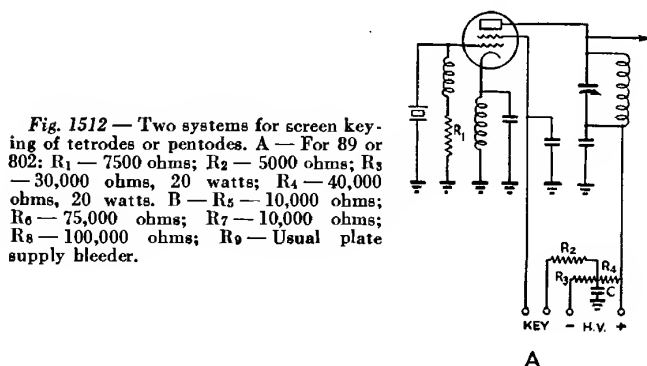 Fig. 1512 — Two systems for screen key-
ing of tetrodes or pentodes. A — For 89 or
802: R1 — 7500 ohms; R2 — 5000 ohms; R3
— 30,000 ohms, 20 watts; R4 — 40,000
ohms, 20 watts. B — R5 — 10,000 ohms;
R6 — 75,000 ohms; R7 — 10,000 ohms;
R8 — 100,000 ohms; R9 — Usual plate
supply bleeder.
R1
R2
R3 R4
C
KEY - H.V. +
A